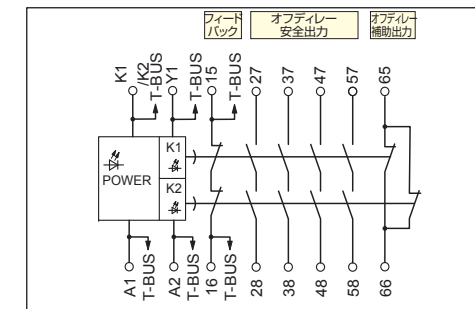 フィード
バック
オフディレー
安全出力
オフディレー
補助出力
K1
/K2
T-BUS
Y1
T-BUS
15
T-BUS
27
37
47
57
65
K1
POWER
K2
A1
T-BUS
A2
T-BUS
16
T-BUS
28
38
48
58
66